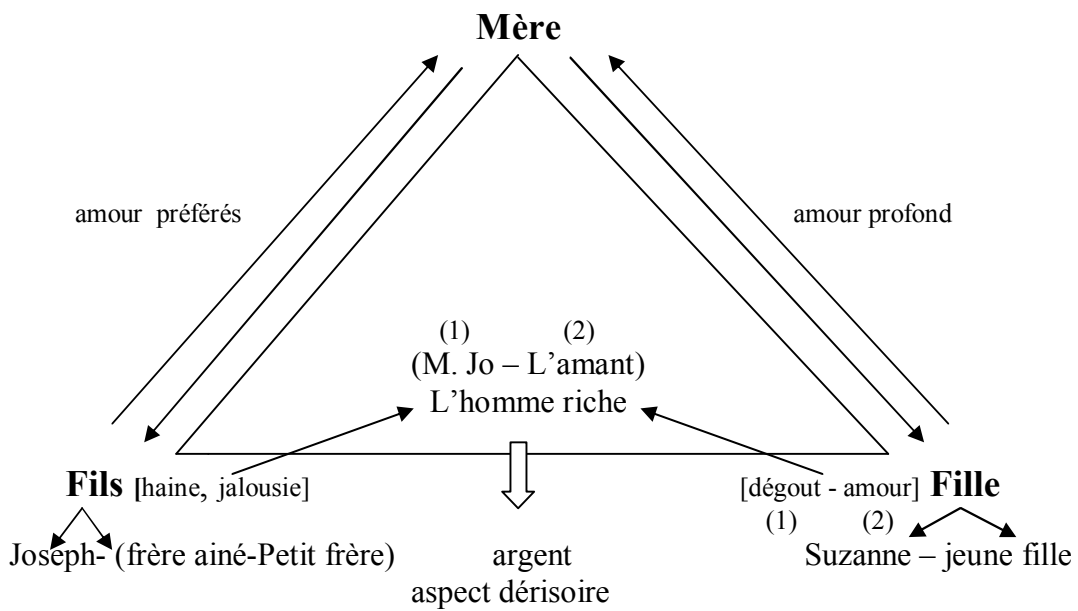 Mère
amour préférés
amour profond
(1) (2)
(M. Jo – L'amant)
L'homme riche
Fils [haine, jalousie]
[dégout - amour] Fille
(1) (2)
Joseph- (frère ainé-Petit frère)
argent
aspect dérisoire
Suzanne – jeune fille